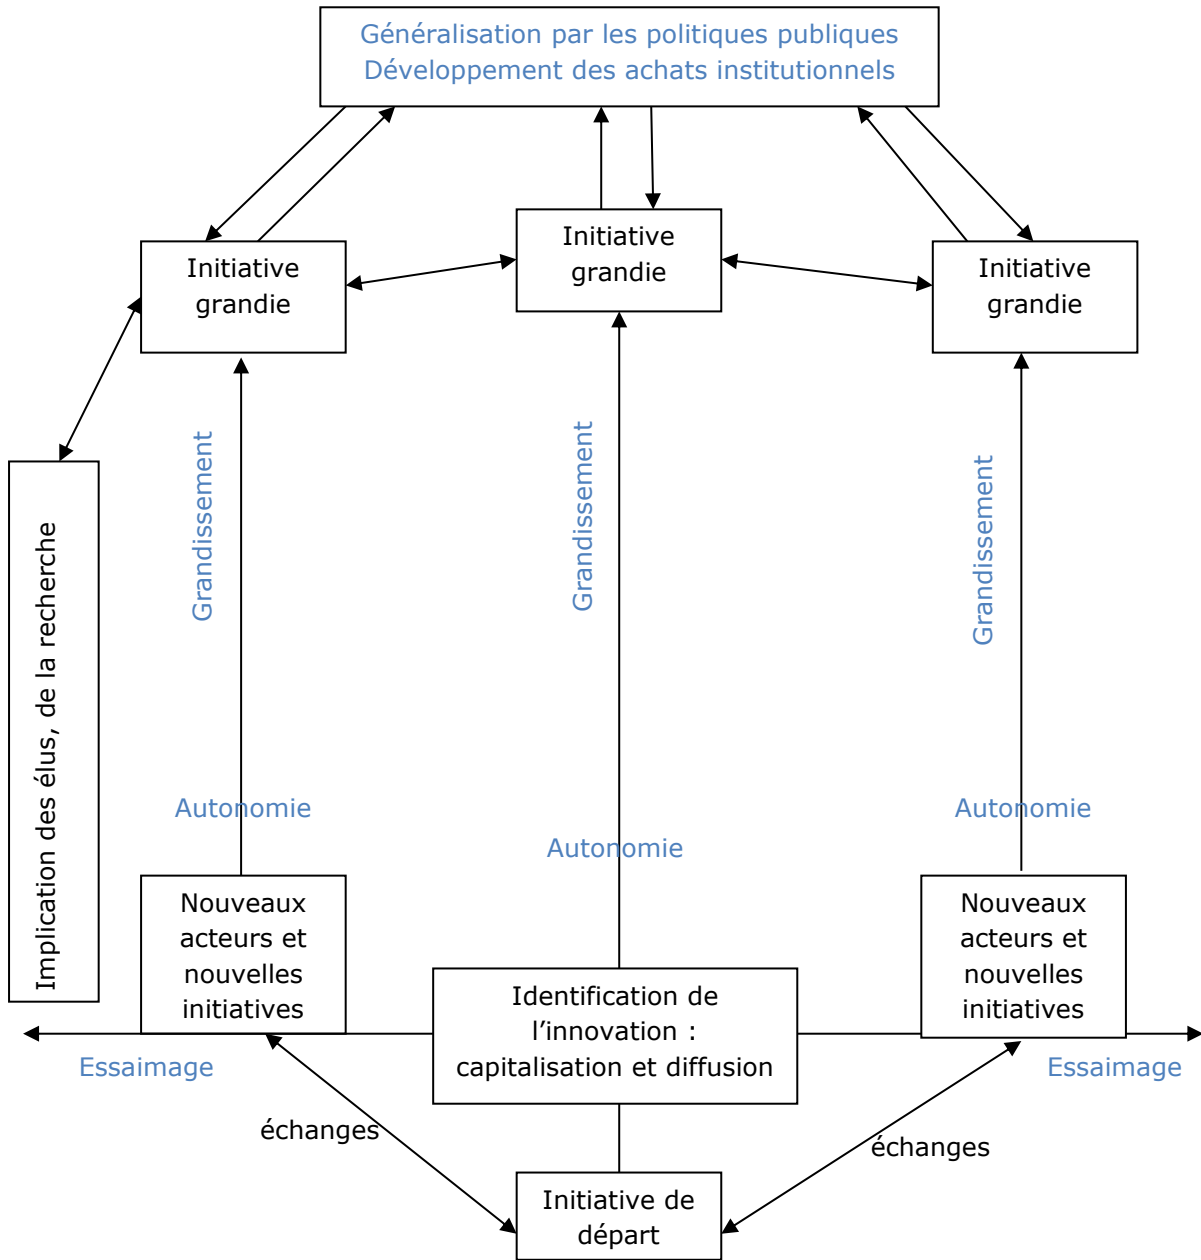 Généralisation par les politiques publiques
Développement des achats institutionnels
Initiative
grandie
Initiative
grandie
Initiative
grandie
Grandissement
Grandissement
Grandissement
Implication des élus, de la recherche
Autonomie
Autonomie
Autonomie
Nouveaux
acteurs et
nouvelles
initiatives
Identification de
l'innovation :
capitalisation et diffusion
Nouveaux
acteurs et
nouvelles
initiatives
Essaimage
Essaimage
échanges
échanges
Initiative de
départ